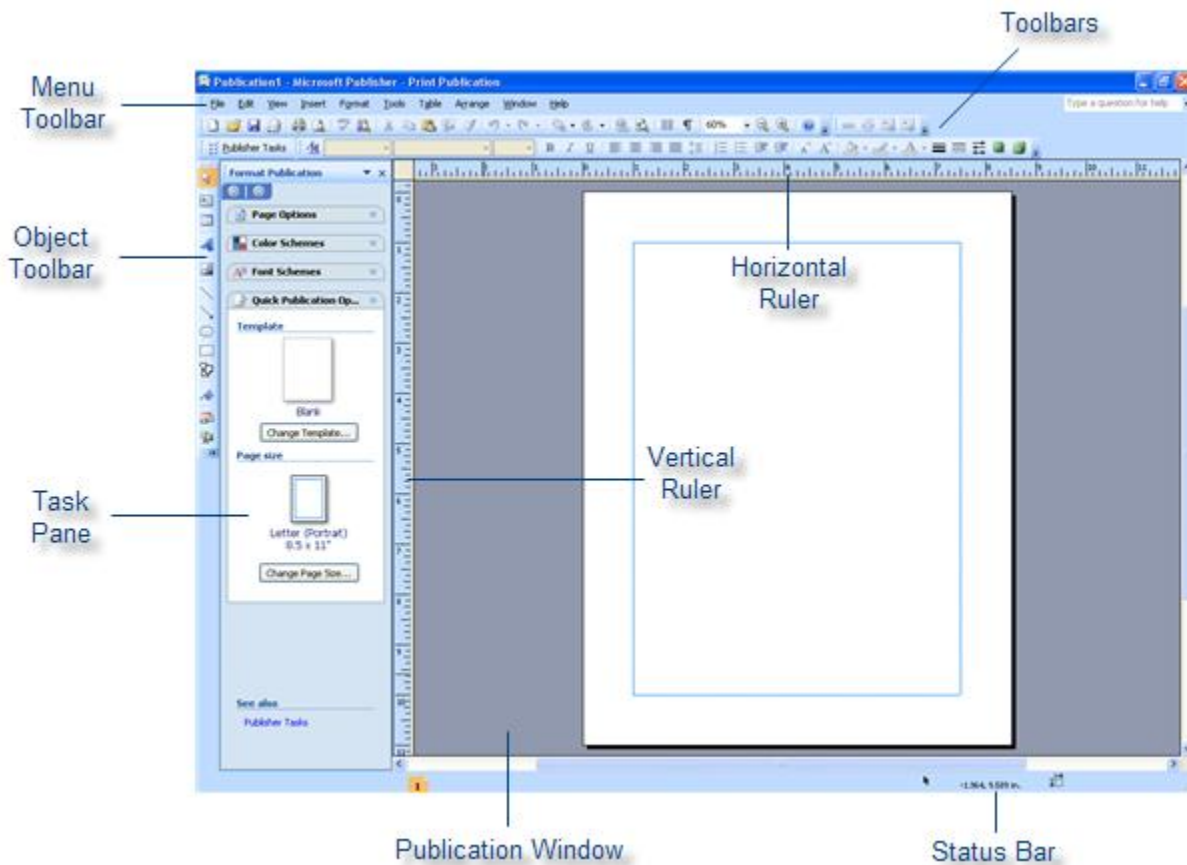 Toolbars
Menu
Toolbar
Publication1 - Microsoft Publisher - Print Publication
File Edit View Insert Format Tools Table Arrange Window Help
Type a question for help
60%
Publisher Tasks
B I U
Format Publication
Page Options
Color Schemes
Font Schemes
Quick Publication Op...
Object
Toolbar
Horizontal
Ruler
Template
Blank
Change Template...
Page size
Vertical
Ruler
Task
Pane
Letter (Portrait)
8.5 x 11"
Change Page Size...
See also
Publisher Tasks
1
Publication Window
Status Bar